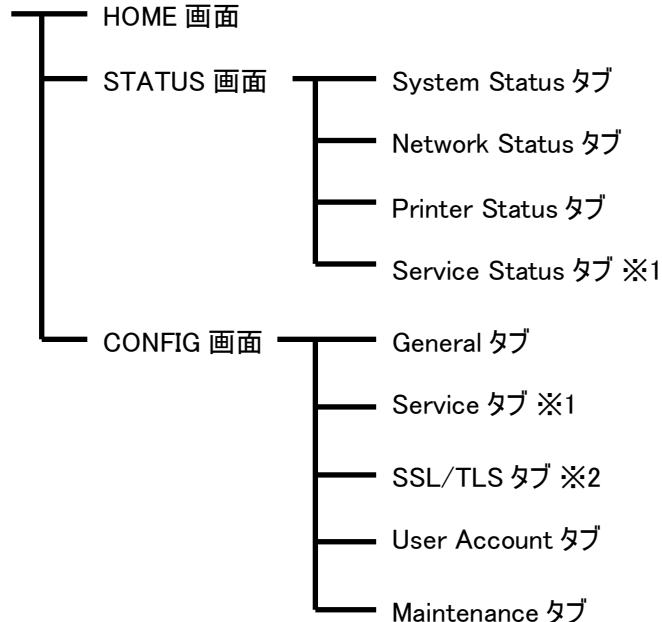 HOME 画面
STATUS 画面
System Status タブ
Network Status タブ
Printer Status タブ
Service Status タブ ※1
CONFIG 画面
General タブ
Service タブ ※1
SSL/TLS タブ ※2
User Account タブ
Maintenance タブ